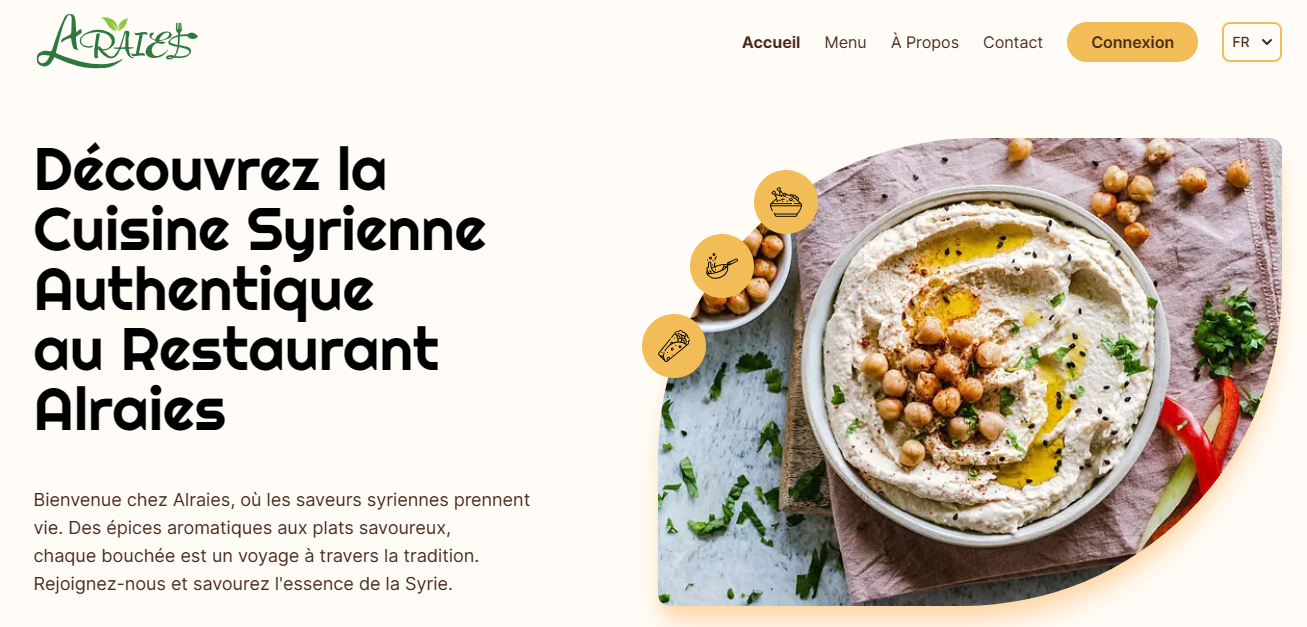 ALRAIES
Accueil Menu À Propos Contact Connexion FR
Découvrez la
Cuisine Syrienne
Authentique
au Restaurant
Alraies
Bienvenue chez Alraies, où les saveurs syriennes prennent
vie. Des épices aromatiques aux plats savoureux,
chaque bouchée est un voyage à travers la tradition.
Rejoignez-nous et savourez l'essence de la Syrie.